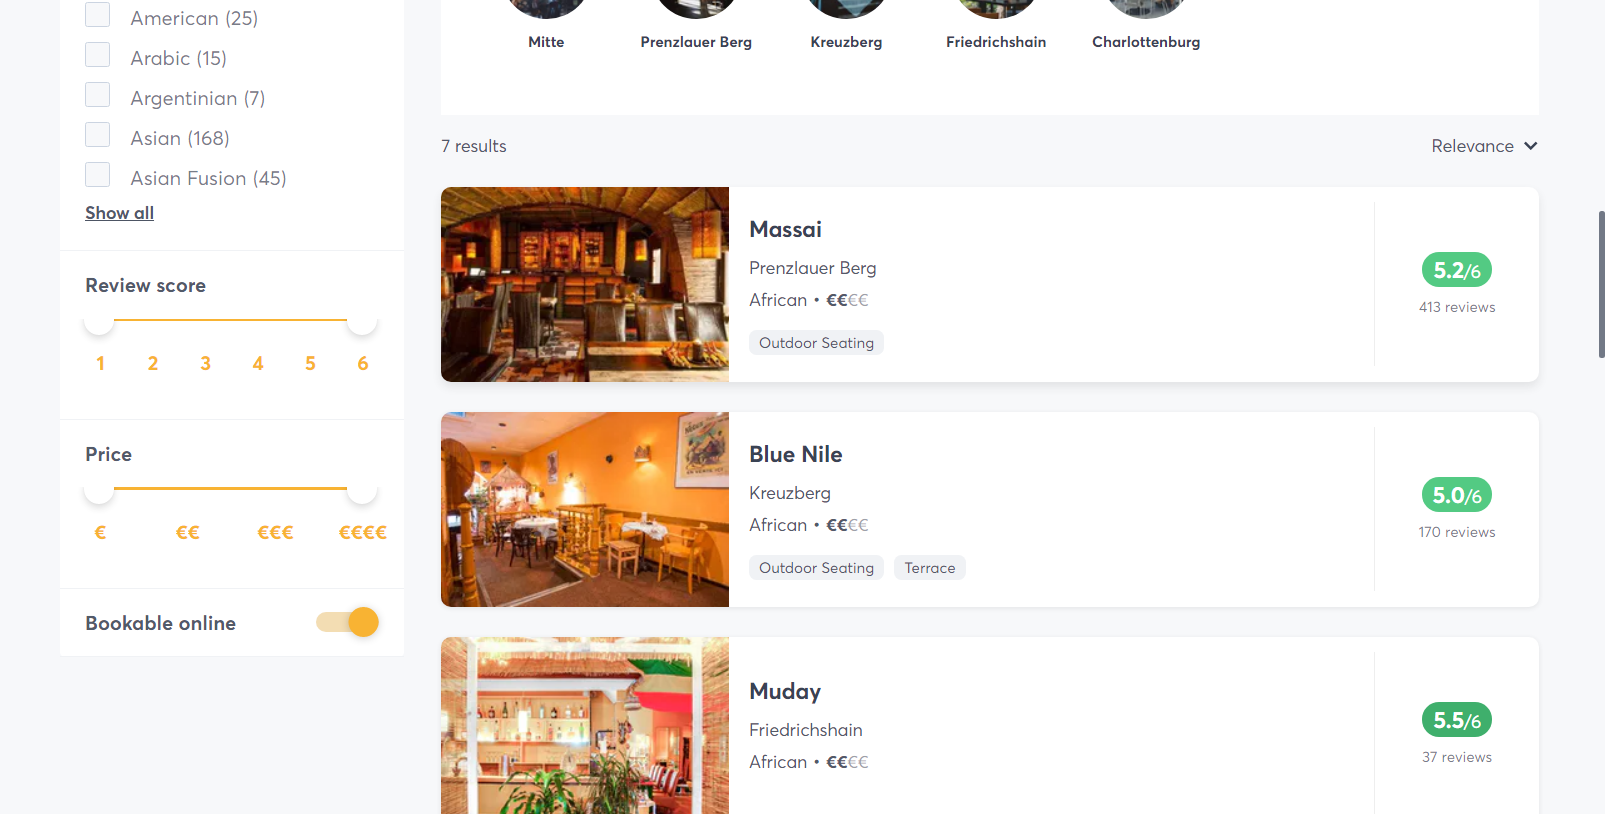 American (25)
Arabic (15)
Argentinian (7)
Asian (168)
Asian Fusion (45)
Show all
Review score
1 2 3 4 5 6
Price
€ €€ €€€ €€€€
Bookable online
Mitte
Prenzlauer Berg
Kreuzberg
Friedrichshain
Charlottenburg
7 results
Relevance
Massai
Prenzlauer Berg
African • €€€€
Outdoor Seating
5.2/6
413 reviews
Blue Nile
Kreuzberg
African • €€€€
Outdoor Seating
Terrace
5.0/6
170 reviews
Muday
Friedrichshain
African • €€€€
5.5/6
37 reviews